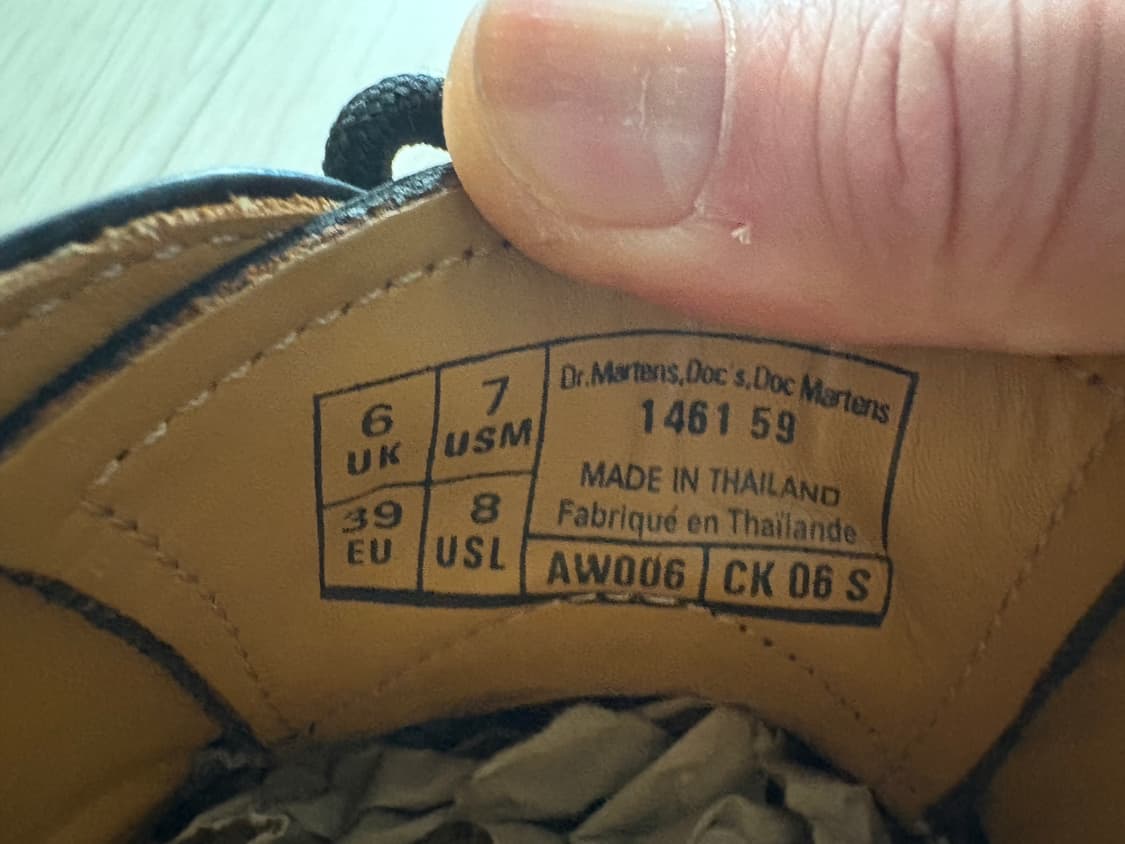 6
UK
7
USM
39
EU
8
USL
Dr.Martens,Doc's,Doc Martens
1461 59
MADE IN THAILAND
Fabriqué en Thaïlande
AW006
CK 06 S